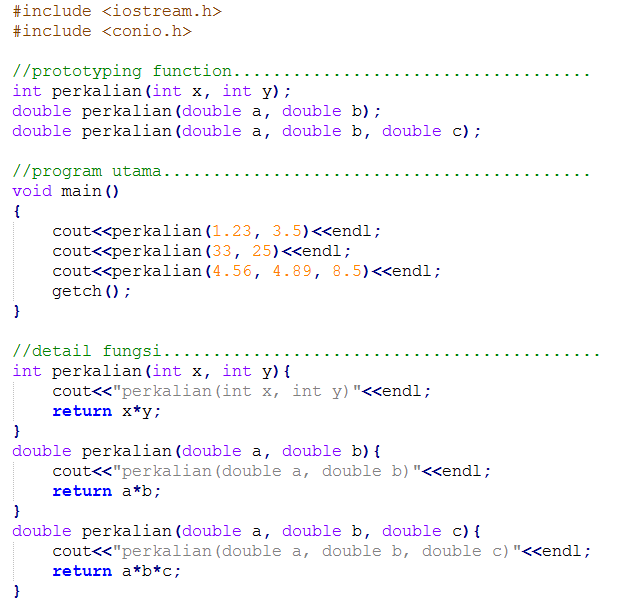 #include <iostream.h>
#include <conio.h>
//prototyping function....................................
int perkalian(int x, int y);
double perkalian(double a, double b);
double perkalian(double a, double b, double c);
//program utama...........................................
void main()
{
    cout<<perkalian(1.23, 3.5)<<endl;
    cout<<perkalian(33, 25)<<endl;
    cout<<perkalian(4.56, 4.89, 8.5)<<endl;
    getch();
}
//detail fungsi............................................
int perkalian(int x, int y){
    cout<<"perkalian(int x, int y)"<<endl;
    return x*y;
}
double perkalian(double a, double b){
    cout<<"perkalian(double a, double b)"<<endl;
    return a*b;
}
double perkalian(double a, double b, double c){
    cout<<"perkalian(double a, double b, double c)"<<endl;
    return a*b*c;
}